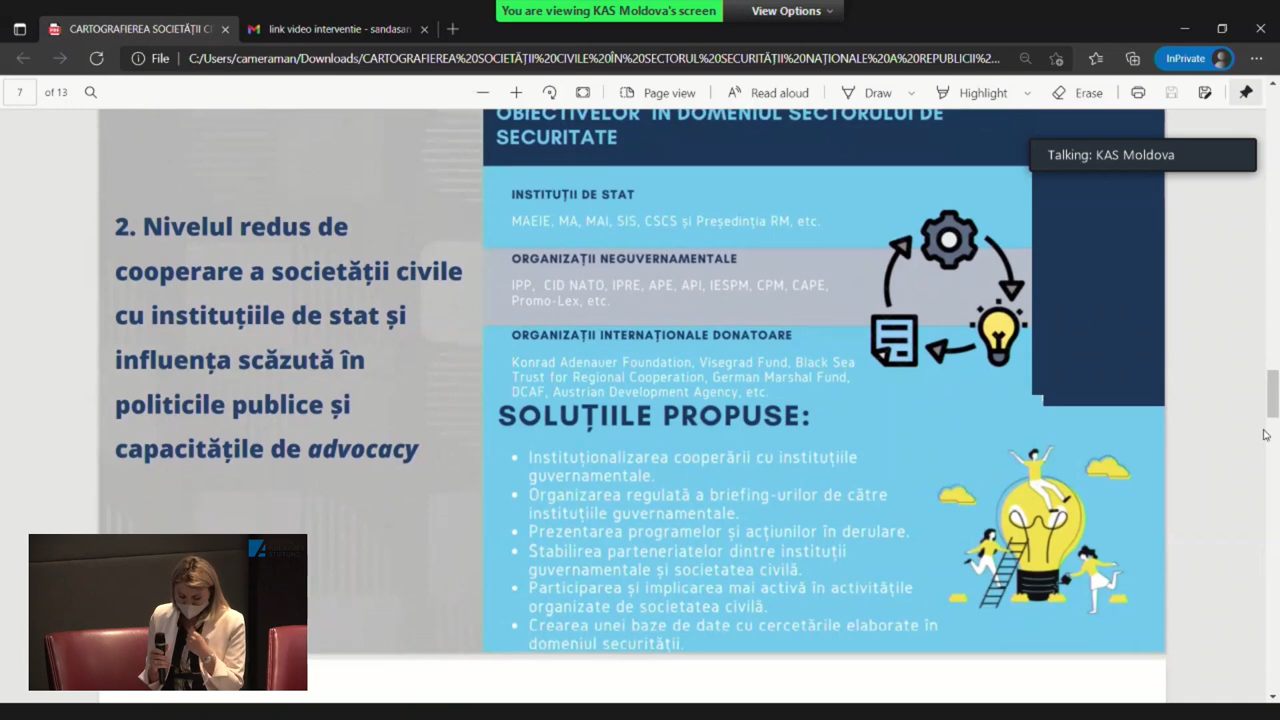 You are viewing KAS Moldova's screen
View Options
CARTOGRAFIEREA SOCIETĂȚII CI
link video interventie - sandasan
File
C:/Users/cameraman/Downloads/CARTOGRAFIEREA%20SOCIETĂȚII%20CIVILE%20ÎN%20SECTORUL%20SECURITĂȚII%20NAȚIONALE%20A%20REPUBLICII%20...
InPrivate
7 of 13
Page view
Read aloud
Draw
Highlight
Erase
Talking: KAS Moldova
OBIECTIVELOR ÎN DOMENIUL SECTORULUI DE
SECURITATE
2. Nivelul redus de
cooperare a societății civile
cu instituțiile de stat și
influența scăzută în
politicile publice și
capacitățile de advocacy
INSTITUȚII DE STAT
MAEIE, MA, MAI, SIS, CSCS și Președinția RM, etc.
ORGANIZAȚII NEGUVERNAMENTALE
IPP, CID NATO, IPRE, APE, API, IESPM, CPM, CAPE,
Promo-Lex, etc.
ORGANIZAȚII INTERNAȚIONALE DONATOARE
Konrad Adenauer Foundation, Visegrad Fund, Black Sea
Trust for Regional Cooperation, German Marshal Fund,
DCAF, Austrian Development Agency, etc.
SOLUȚIILE PROPUSE:
• Instituționalizarea cooperării cu instituțiile
guvernamentale.
• Organizarea regulată a briefing-urilor de către
instituțiile guvernamentale.
• Prezentarea programelor și acțiunilor în derulare.
• Stabilirea parteneriatelor dintre instituții
guvernamentale și societatea civilă.
• Participarea și implicarea mai activă în activitățile
organizate de societatea civilă.
• Crearea unei baze de date cu cercetările elaborate în
domeniul securității.